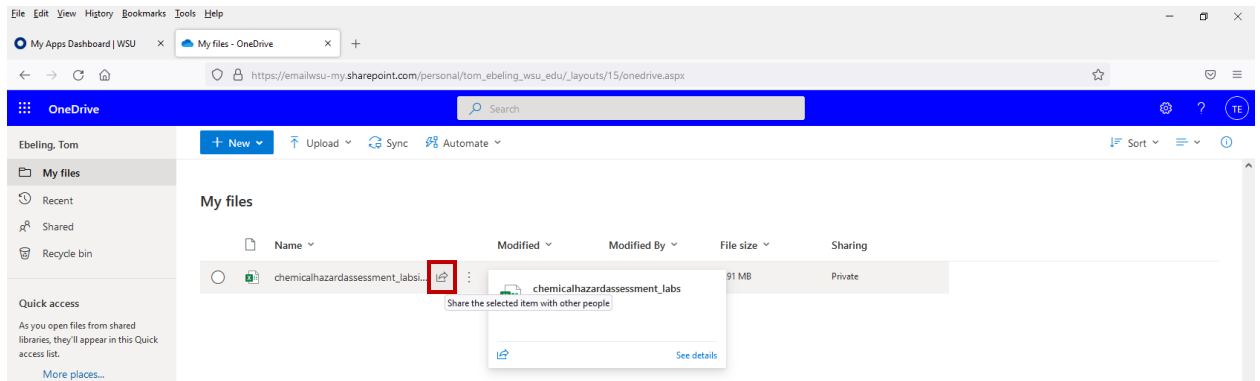 File Edit View History Bookmarks Tools Help
My Apps Dashboard | WSU
My files - OneDrive
https://emailwsu-my.sharepoint.com/personal/tom_ebeling_wsu_edu/_layouts/15/onedrive.aspx
OneDrive
Search
TE
Ebeling, Tom
New
Upload
Sync
Automate
Sort
My files
Recent
Shared
Recycle bin
Quick access
As you open files from shared
libraries, they'll appear in this Quick
access list.
More places...
My files
Name
Modified
Modified By
File size
Sharing
chemicalhazardassessment_labsi...
91 MB
Private
chemicalhazardassessment_labs
Share the selected item with other people
See details